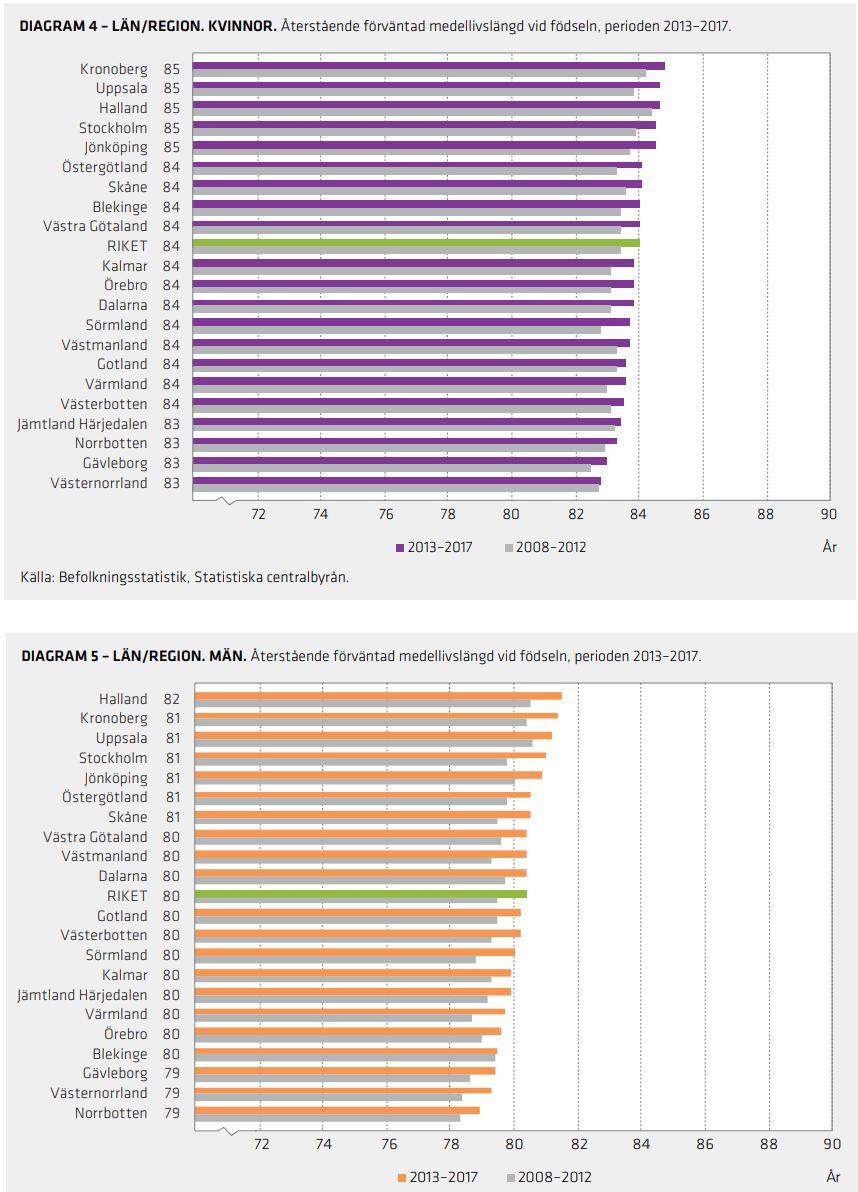 DIAGRAM 4 – LÄN/REGION. KVINNOR. Återstående förväntad medellivslängd vid födseln, perioden 2013–2017.
Kronoberg 85
Uppsala 85
Halland 85
Stockholm 85
Jönköping 85
Östergötland 84
Skåne 84
Blekinge 84
Västra Götaland 84
RIKET 84
Kalmar 84
Örebro 84
Dalarna 84
Sörmland 84
Västmanland 84
Gotland 84
Värmland 84
Västerbotten 84
Jämtland Härjedalen 83
Norrbotten 83
Gävleborg 83
Västernorrland 83
72 74 76 78 80 82 84 86 88 90
2013–2017 2008–2012 År
Källa: Befolkningsstatistik, Statistiska centralbyrån.
DIAGRAM 5 – LÄN/REGION. MÄN. Återstående förväntad medellivslängd vid födseln, perioden 2013–2017.
Halland 82
Kronoberg 81
Uppsala 81
Stockholm 81
Jönköping 81
Östergötland 81
Skåne 81
Västra Götaland 80
Västmanland 80
Dalarna 80
RIKET 80
Gotland 80
Västerbotten 80
Sörmland 80
Kalmar 80
Jämtland Härjedalen 80
Värmland 80
Örebro 80
Blekinge 80
Gävleborg 79
Västernorrland 79
Norrbotten 79
72 74 76 78 80 82 84 86 88 90
2013–2017 2008–2012 År